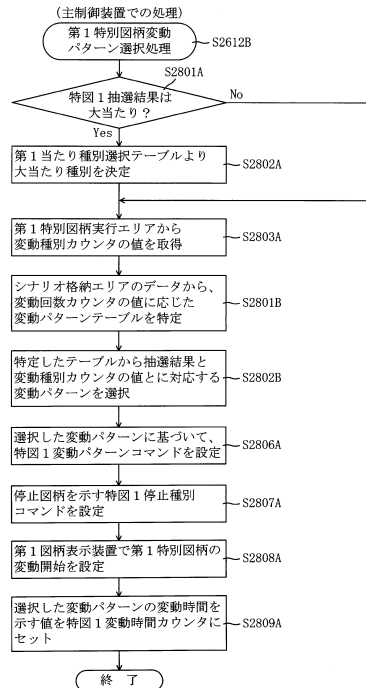 (主制御装置での処理)
第1特別図柄変動
パターン選択処理
S2612B
S2801A
特図1抽選結果は
大当たり?
No
Yes
第1当たり種別選択テーブルより
大当たり種別を決定
S2802A
第1特別図柄実行エリアから
変動種別カウンタの値を取得
S2803A
シナリオ格納エリアのデータから、
変動回数カウンタの値に応じた
変動パターンテーブルを特定
S2801B
特定したテーブルから抽選結果と
変動種別カウンタの値とに対応する
変動パターンを選択
S2802B
選択した変動パターンに基づいて、
特図1変動パターンコマンドを設定
S2806A
停止図柄を示す特図1停止種別
コマンドを設定
S2807A
第1図柄表示装置で第1特別図柄の
変動開始を設定
S2808A
選択した変動パターンの変動時間を
示す値を特図1変動時間カウンタに
セット
S2809A
終 了